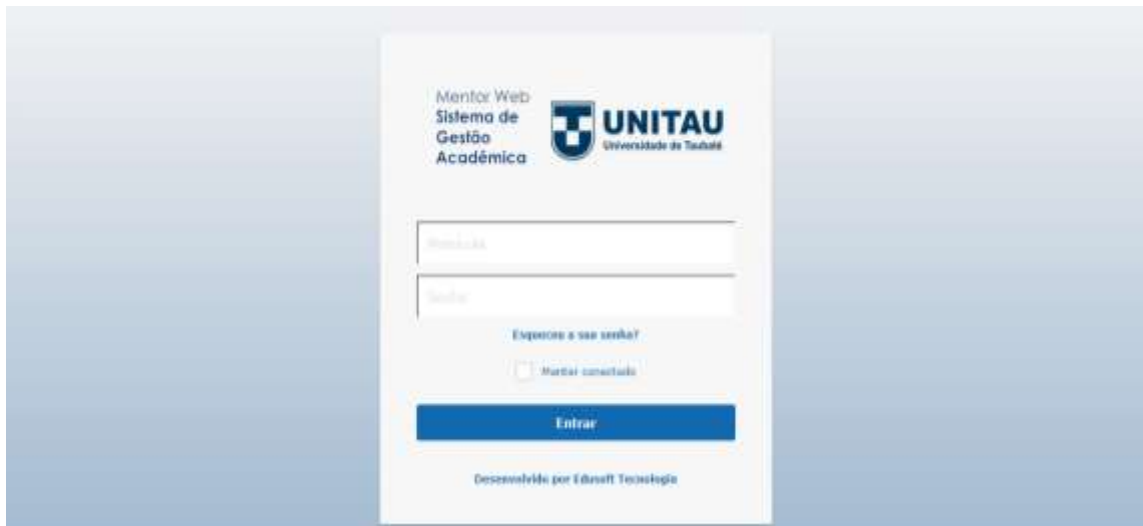 Mentor Web
Sistema de
Gestão
Acadêmica
UNITAU
Universidade de Taubaté
Senha
Esqueceu a sua senha?
Manter conectado
Entrar
Desenvolvido por Edusoft Tecnologia